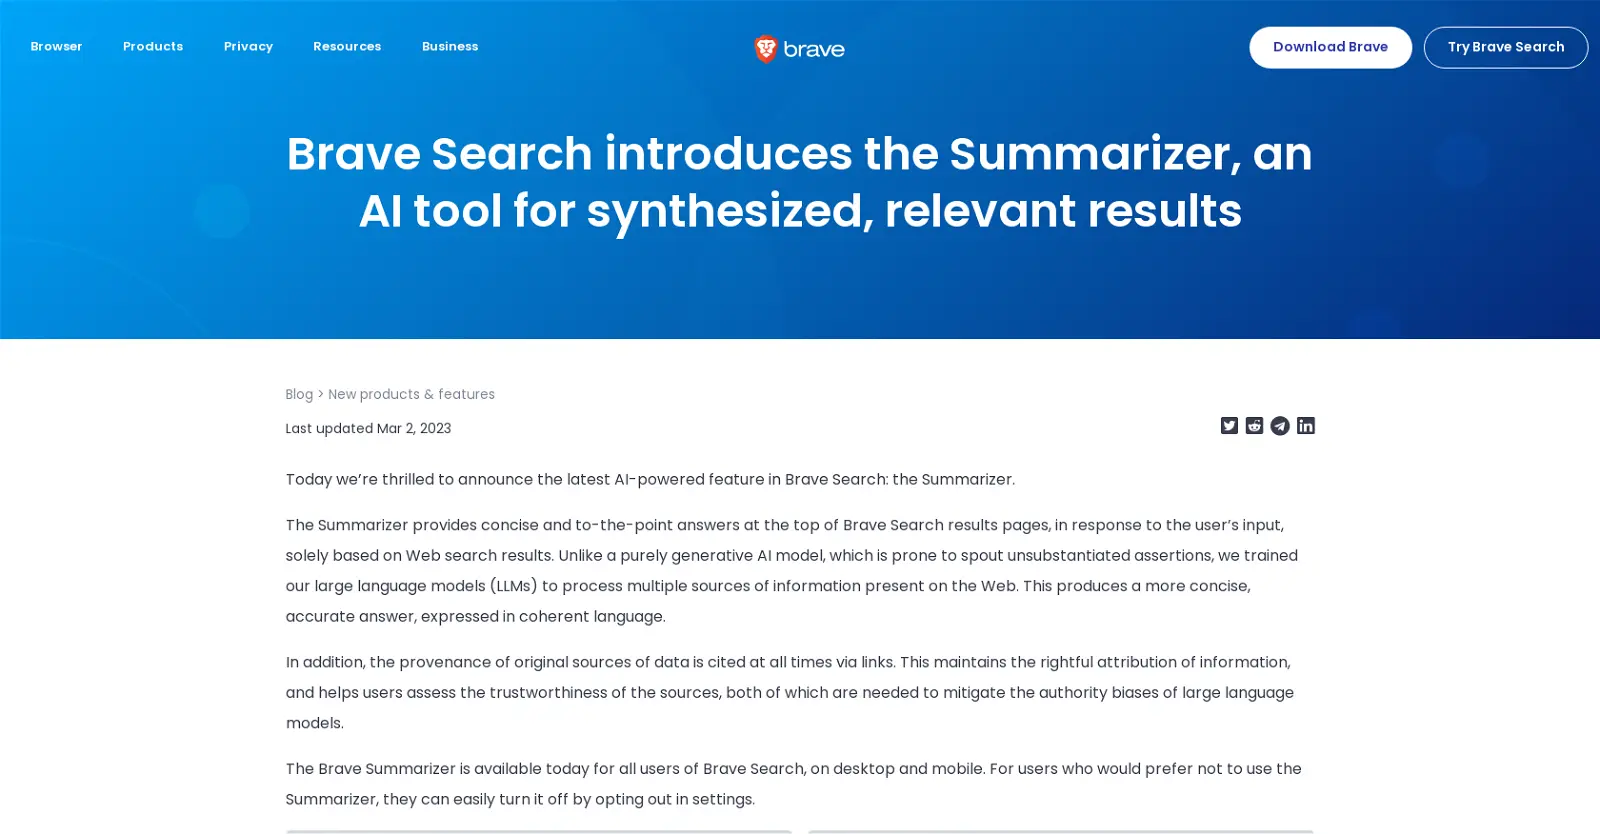 Browser Products Privacy Resources Business brave Download Brave Try Brave Search
Brave Search introduces the Summarizer, an
AI tool for synthesized, relevant results
Blog > New products & features
Last updated Mar 2, 2023
Today we’re thrilled to announce the latest AI-powered feature in Brave Search: the Summarizer.
The Summarizer provides concise and to-the-point answers at the top of Brave Search results pages, in response to the user’s input,
solely based on Web search results. Unlike a purely generative AI model, which is prone to spout unsubstantiated assertions, we trained
our large language models (LLMs) to process multiple sources of information present on the Web. This produces a more concise,
accurate answer, expressed in coherent language.
In addition, the provenance of original sources of data is cited at all times via links. This maintains the rightful attribution of information,
and helps users assess the trustworthiness of the sources, both of which are needed to mitigate the authority biases of large language
models.
The Brave Summarizer is available today for all users of Brave Search, on desktop and mobile. For users who would prefer not to use the
Summarizer, they can easily turn it off by opting out in settings.